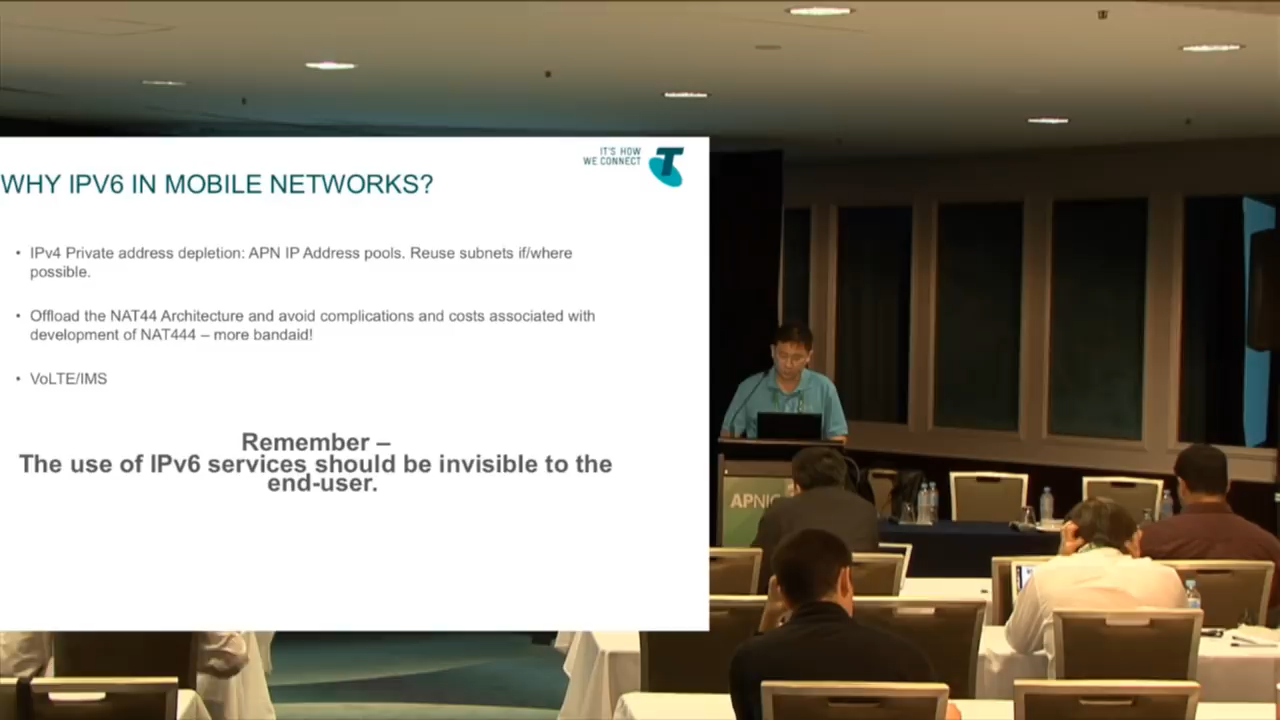 IT'S HOW
WE CONNECT
WHY IPV6 IN MOBILE NETWORKS?
• IPv4 Private address depletion: APN IP Address pools. Reuse subnets if/where
possible.
• Offload the NAT44 Architecture and avoid complications and costs associated with
development of NAT444 – more bandaid!
• VoLTE/IMS
Remember –
The use of IPv6 services should be invisible to the
end-user.
APNIC